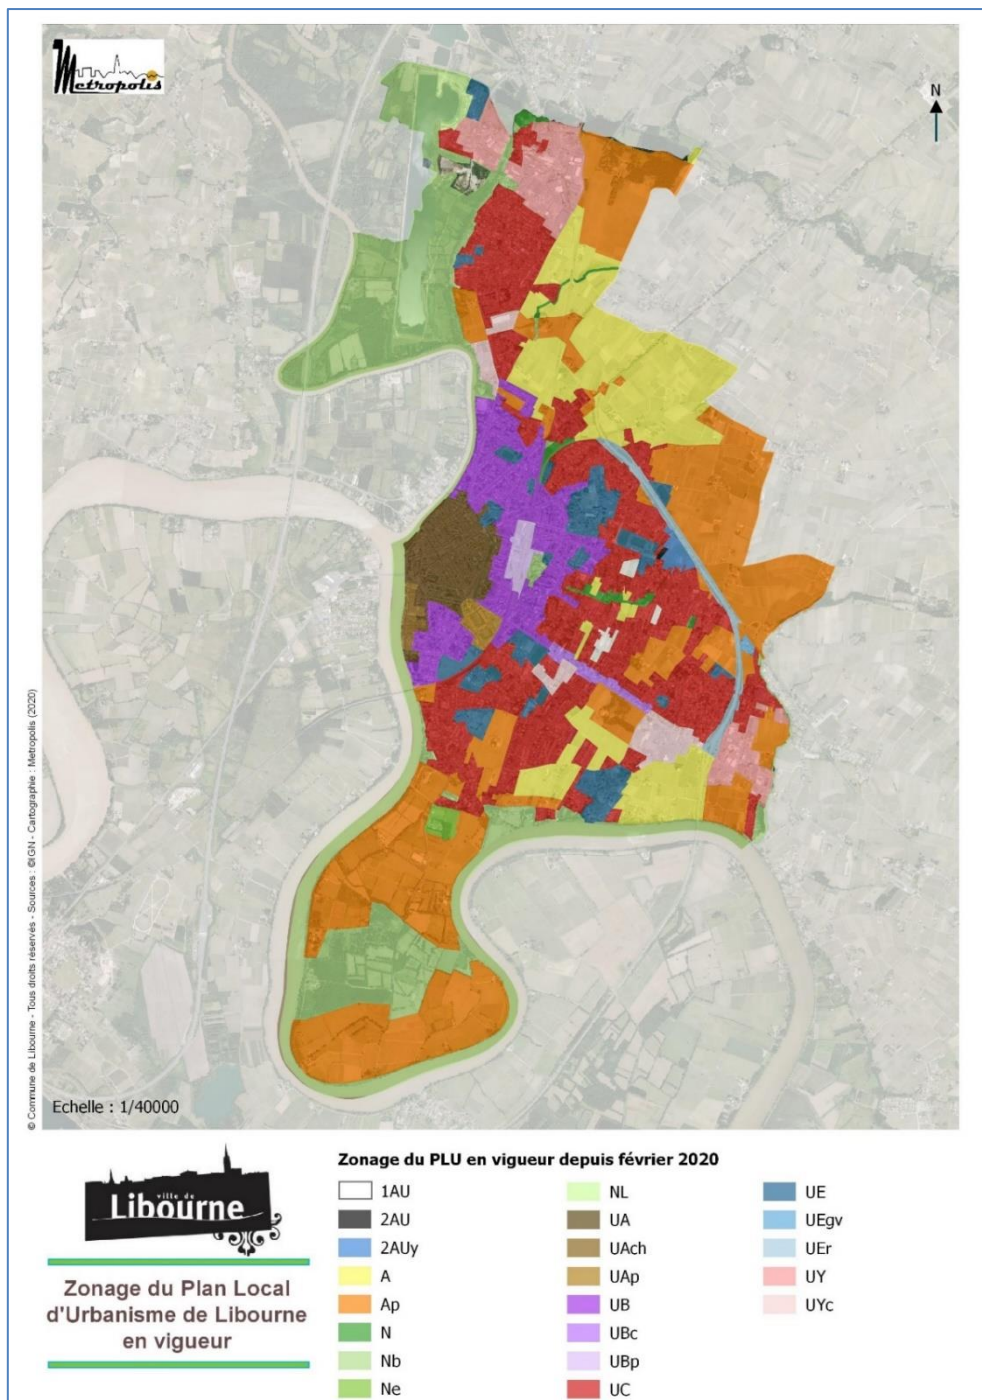 Metropolis
N
© Commune de Libourne - Tous droits réservés - Sources : ©IGN - Cartographie : Metropolis (2020)
Echelle : 1/40000
ville de
Libourne
Zonage du Plan Local
d'Urbanisme de Libourne
en vigueur
Zonage du PLU en vigueur depuis février 2020
1AU
2AU
2AUy
A
Ap
N
Nb
Ne
NL
UA
UAch
UAp
UB
UBc
UBp
UC
UE
UEgv
UEr
UY
UYc